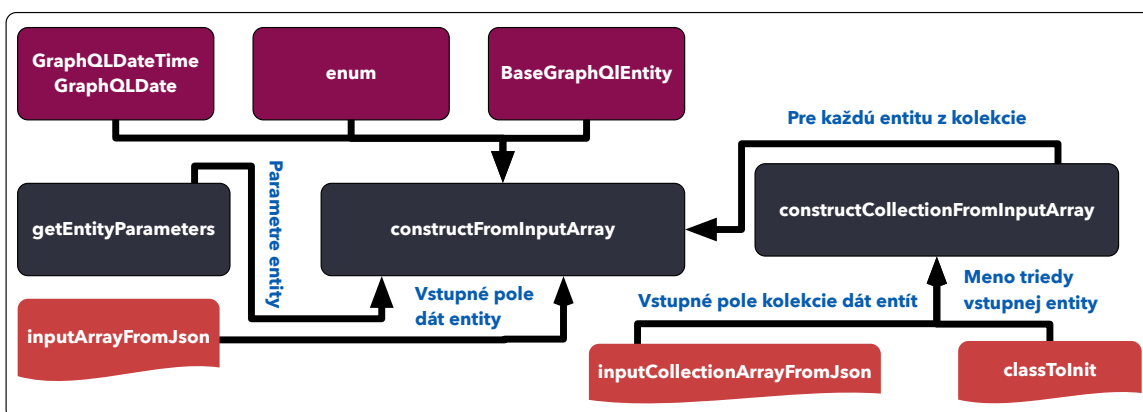 GraphQLDateTime
GraphQLDate
enum
BaseGraphQlEntity
Pre každú entitu z kolekcie
Parametre entity
getEntityParameters
constructFromInputArray
constructCollectionFromInputArray
Vstupné pole
dát entity
Vstupné pole kolekcie dát entít
Meno triedy
vstupnej entity
inputArrayFromJson
inputCollectionArrayFromJson
classToInit